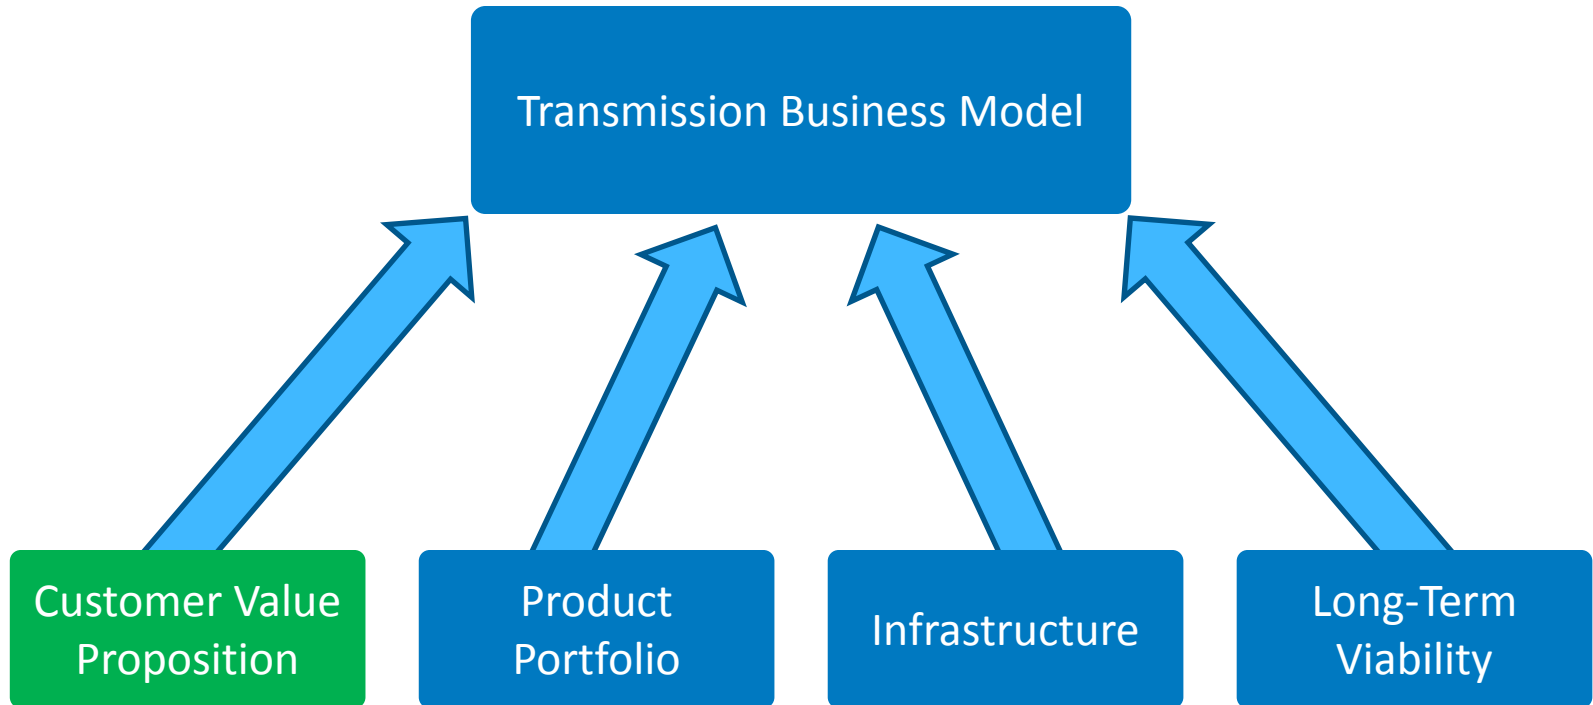 Transmission Business Model
Customer Value
Proposition
Product
Portfolio
Infrastructure
Long-Term
Viability